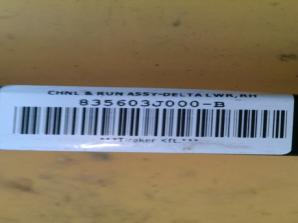 CHNL & RUN ASSY-DELTA LWR, RH
835603J000-B